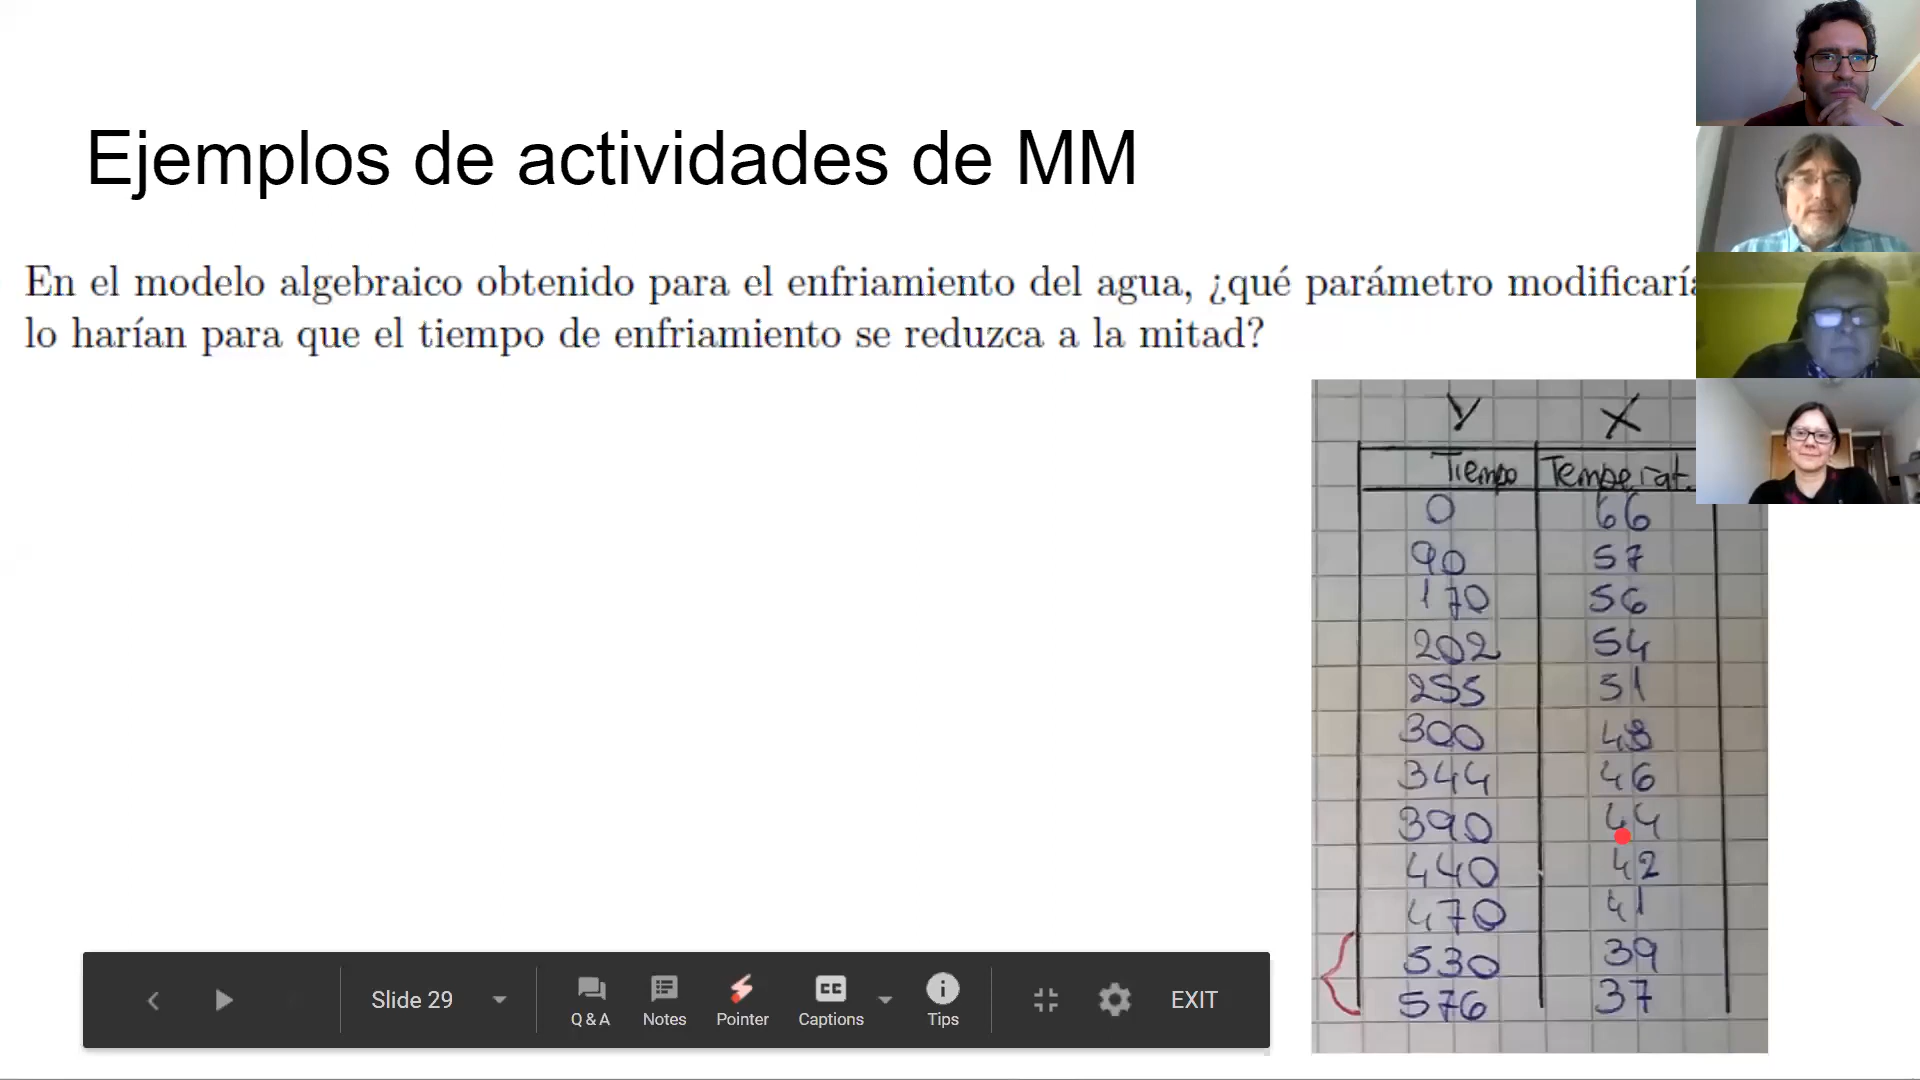 Ejemplos de actividades de MM
En el modelo algebraico obtenido para el enfriamiento del agua, ¿qué parámetro modificaría
lo harían para que el tiempo de enfriamiento se reduzca a la mitad?
Y X
Tiempo Temperat.
0 66
90 57
170 56
202 54
255 51
300 48
344 46
390 44
440 42
470 41
530 39
576 37
Slide 29
Q & A Notes Pointer CC Captions Tips EXIT